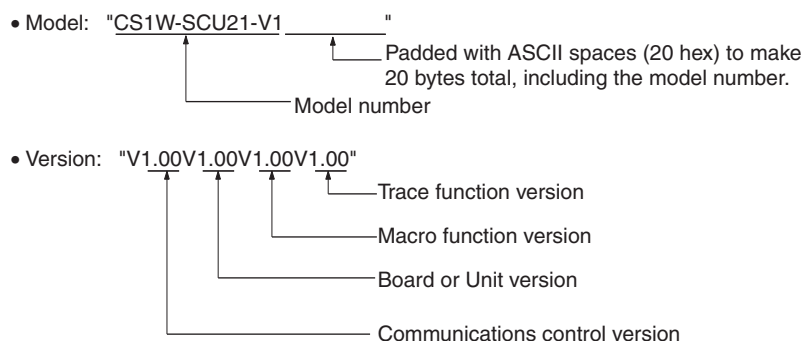 • Model: "CS1W-SCU21-V1 "
Padded with ASCII spaces (20 hex) to make
20 bytes total, including the model number.
Model number
• Version: "V1.00V1.00V1.00V1.00"
Trace function version
Macro function version
Board or Unit version
Communications control version